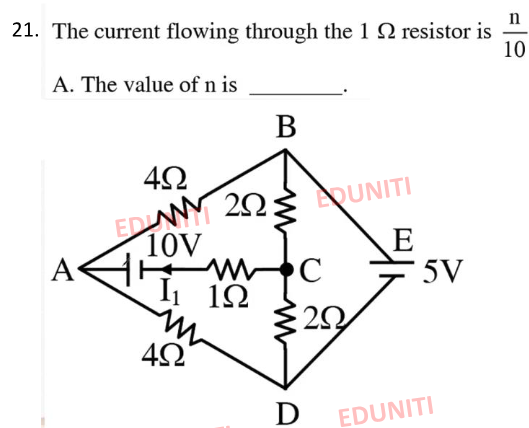 21. The current flowing through the 1 Ω resistor is n/10
A. The value of n is ________.
B
4Ω
2Ω
EDUNITI
EDUNITI
10V
E
A
C
5V
I₁
1Ω
2Ω
4Ω
D
EDUNITI